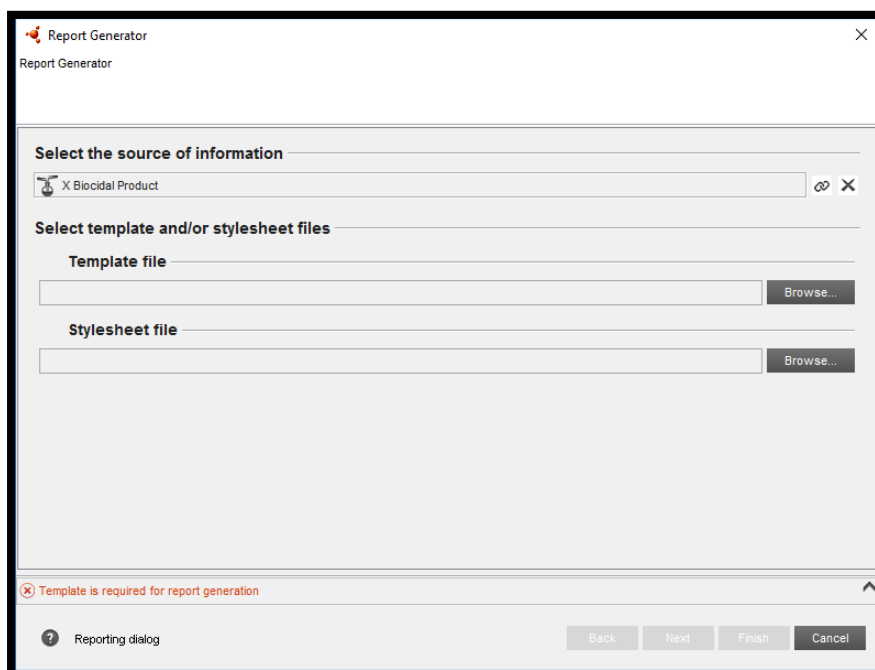 Report Generator
Report Generator
Select the source of information
X Biocidal Product
Select template and/or stylesheet files
Template file
Browse...
Stylesheet file
Browse...
Template is required for report generation
Reporting dialog
Back Next Finish Cancel